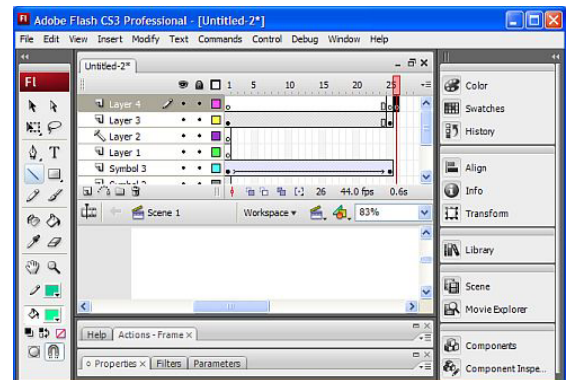 Adobe Flash CS3 Professional - [Untitled-2*]
File Edit View Insert Modify Text Commands Control Debug Window Help
Untitled-2*
Fl
1 5 10 15 20 25
Layer 4
Layer 3
Layer 2
Layer 1
Symbol 3
26 44.0 fps 0.6s
Scene 1 Workspace 83%
Help Actions - Frame ×
Properties × Filters Parameters
Color
Swatches
History
Align
Info
Transform
Library
Scene
Movie Explorer
Components
Component Inspe...